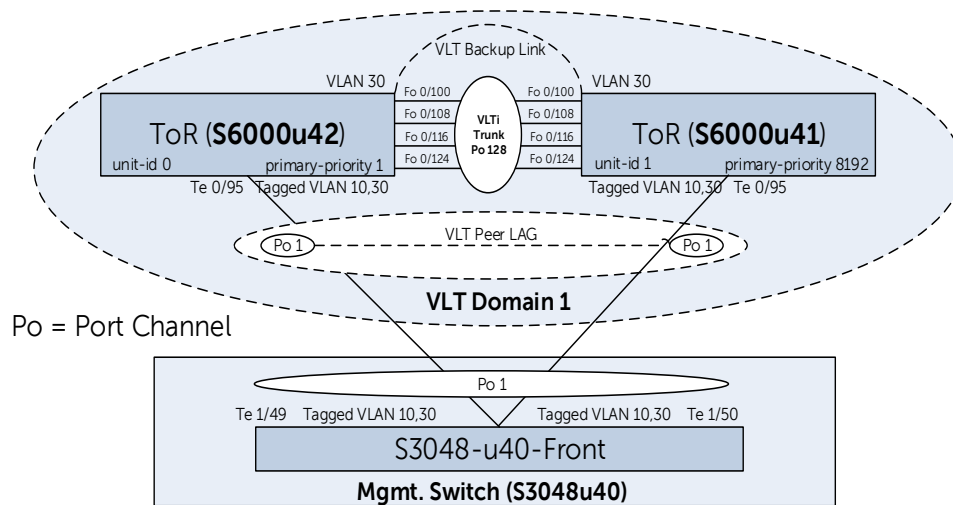 VLT Backup Link
VLAN 30
VLAN 30
Fo 0/100
Fo 0/100
Fo 0/108
Fo 0/108
Fo 0/116
Fo 0/116
Fo 0/124
Fo 0/124
VLTi
Trunk
Po 128
ToR (S6000u42)
unit-id 0 primary-priority 1
ToR (S6000u41)
unit-id 1 primary-priority 8192
Te 0/95 Tagged VLAN 10,30
Tagged VLAN 10,30 Te 0/95
VLT Peer LAG
Po 1
Po 1
VLT Domain 1
Po = Port Channel
Po 1
Te 1/49 Tagged VLAN 10,30
Tagged VLAN 10,30 Te 1/50
S3048-u40-Front
Mgmt. Switch (S3048u40)